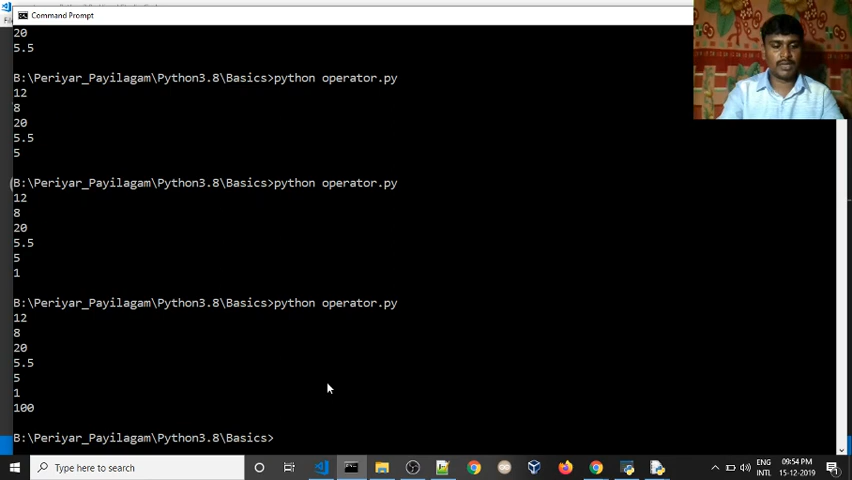 Command Prompt
20
5.5
B:\Periyar_Payilagam\Python3.8\Basics>python operator.py
12
8
20
5.5
5
B:\Periyar_Payilagam\Python3.8\Basics>python operator.py
12
8
20
5.5
5
1
B:\Periyar_Payilagam\Python3.8\Basics>python operator.py
12
8
20
5.5
5
1
100
B:\Periyar_Payilagam\Python3.8\Basics>
Type here to search
ENG
INTL
09:54 PM
15-12-2019